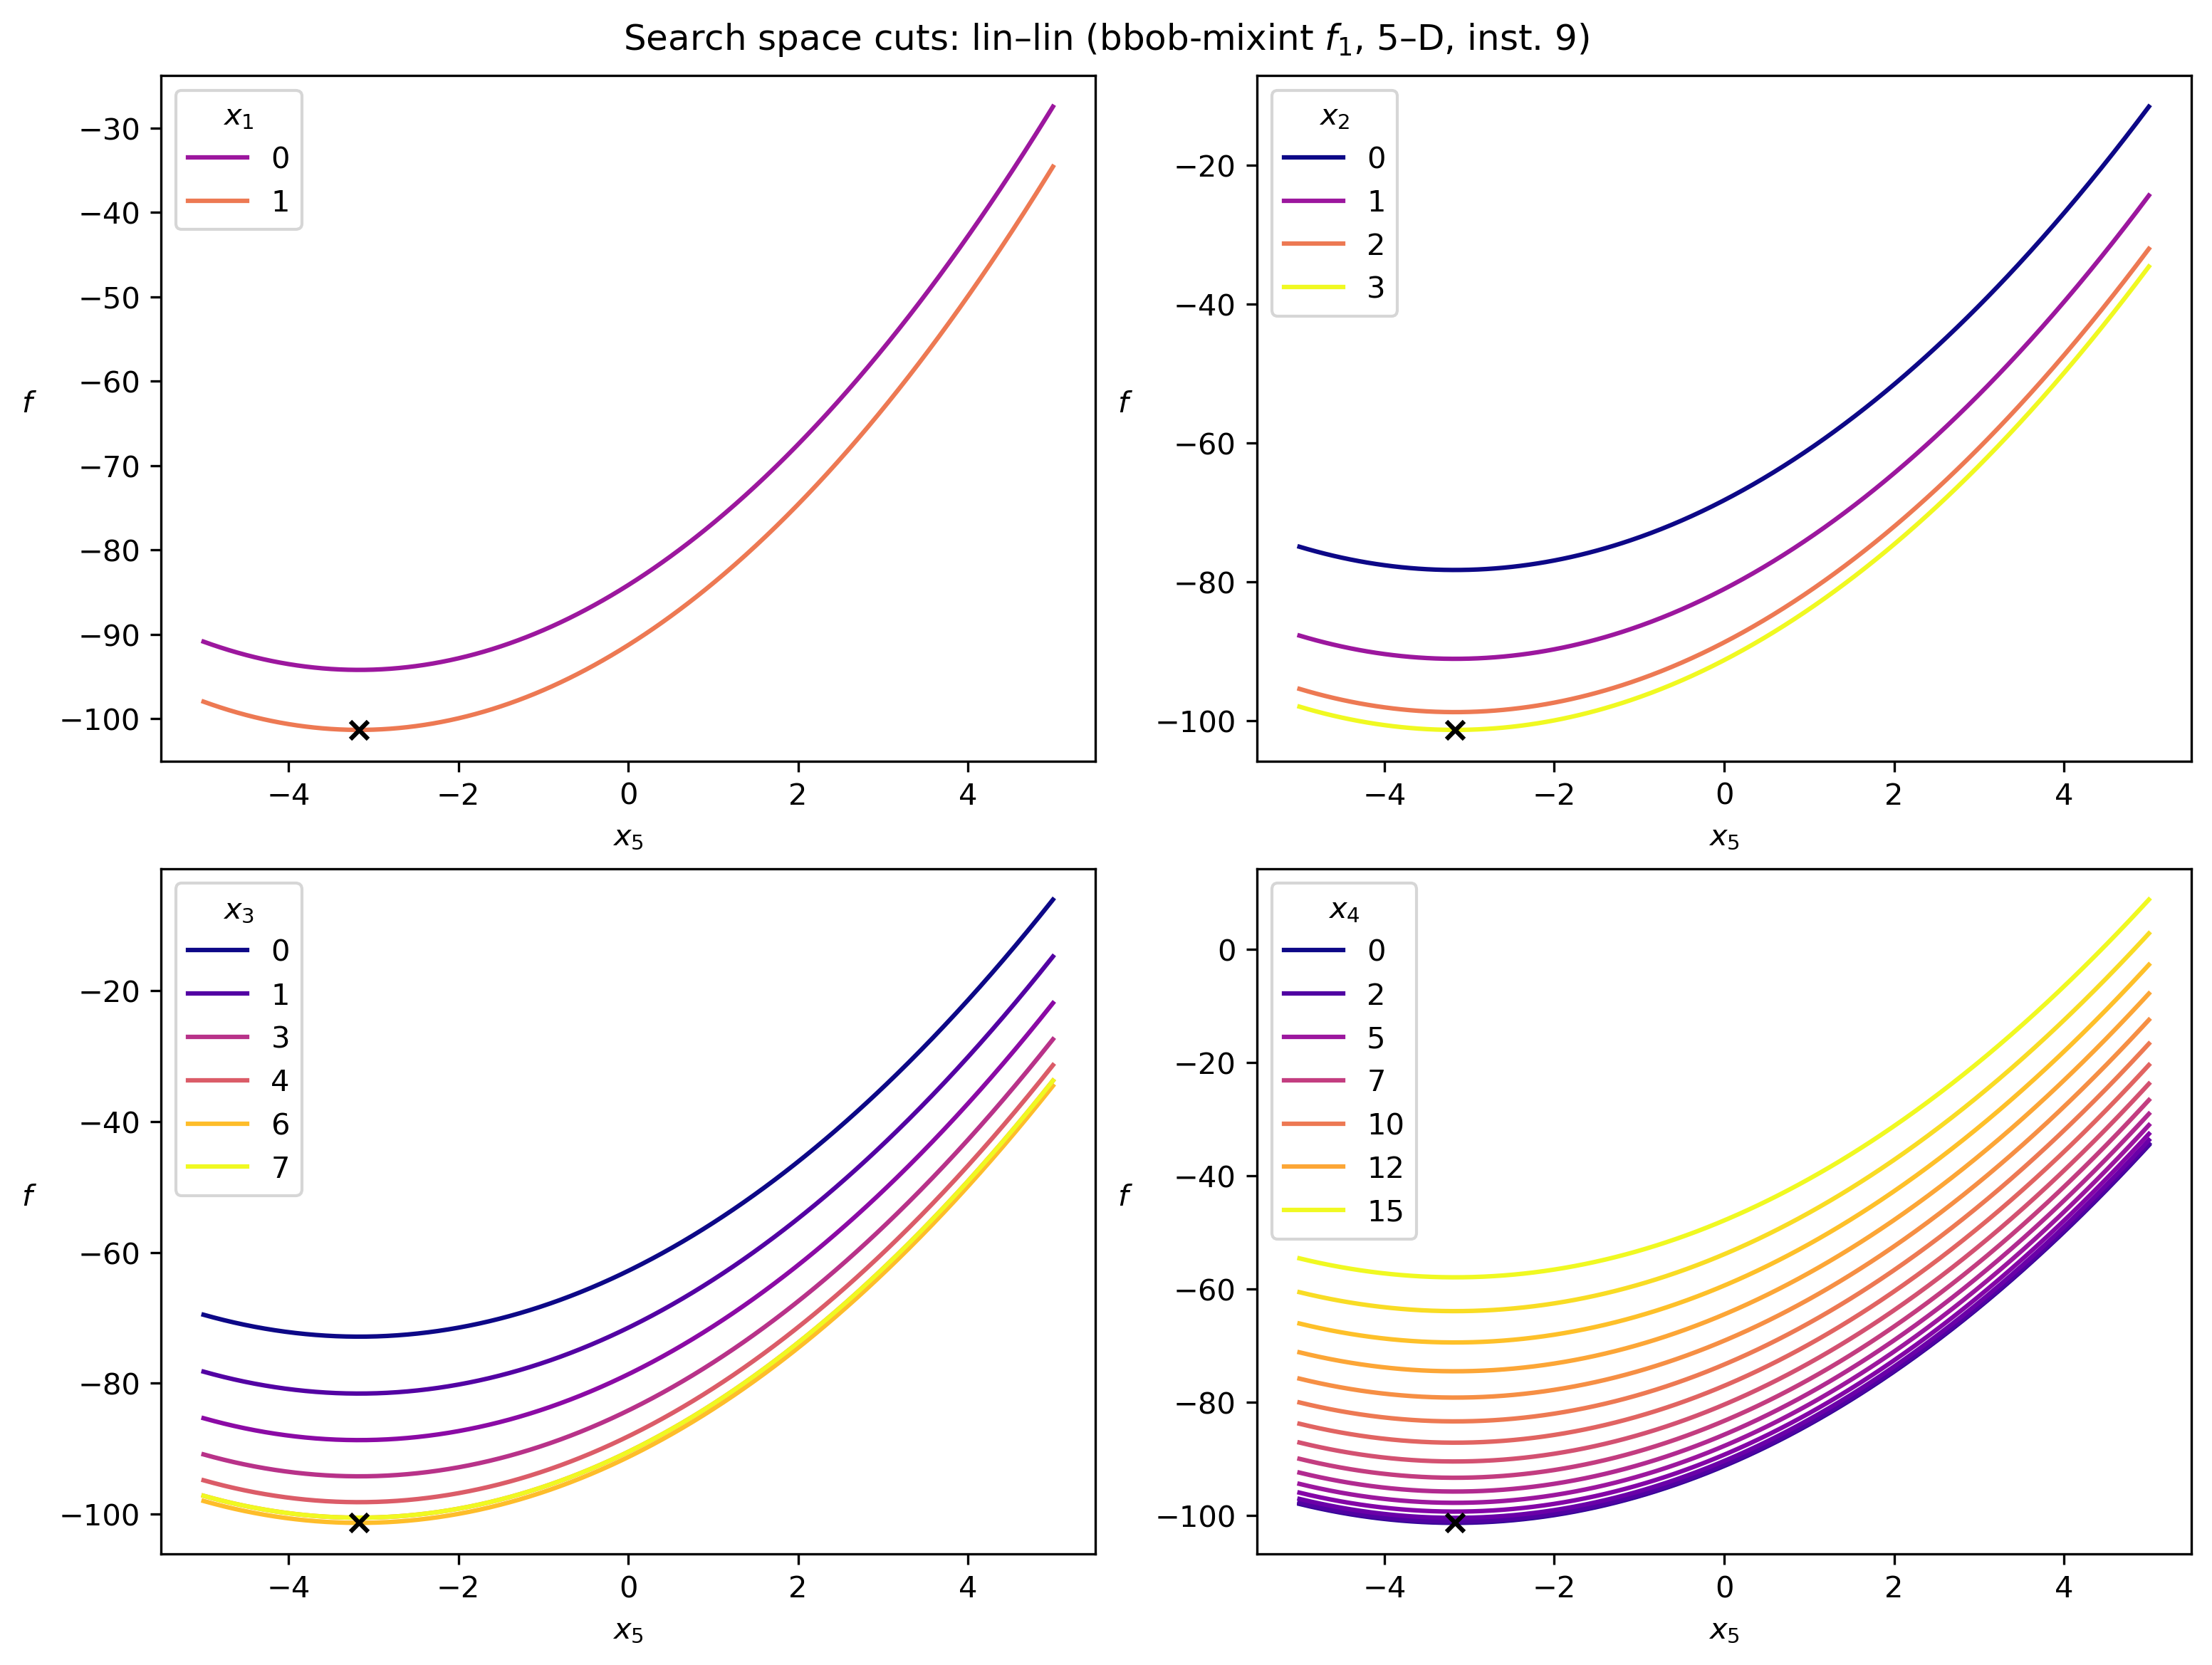 Search space cuts: lin–lin (bbob-mixint f₁, 5–D, inst. 9)
x₁
0
1
−30
−40
−50
−60
−70
−80
−90
−100
f
−4 −2 0 2 4
x₅
x₂
0
1
2
3
−20
−40
−60
−80
−100
f
−4 −2 0 2 4
x₅
x₃
0
1
3
4
6
7
−20
−40
−60
−80
−100
f
−4 −2 0 2 4
x₅
x₄
0
2
5
7
10
12
15
0
−20
−40
−60
−80
−100
f
−4 −2 0 2 4
x₅